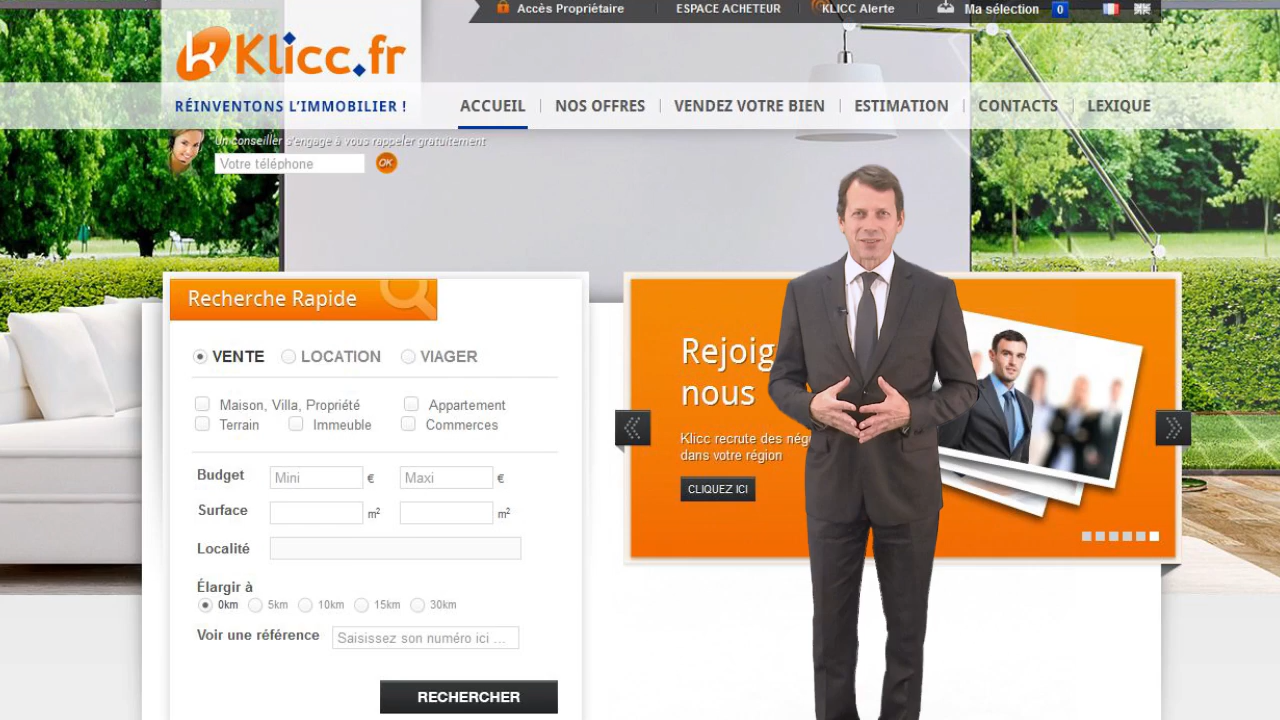 Accès Propriétaire
ESPACE ACHETEUR
KLICC Alerte
Ma sélection 0
Klicc.fr
RÉINVENTONS L'IMMOBILIER !
ACCUEIL
NOS OFFRES
VENDEZ VOTRE BIEN
ESTIMATION
CONTACTS
LEXIQUE
Un conseiller s'engage à vous rappeler gratuitement
Votre téléphone
OK
Recherche Rapide
VENTE LOCATION VIAGER
Maison, Villa, Propriété Appartement
Terrain Immeuble Commerces
Budget Mini € Maxi €
Surface m² m²
Localité
Élargir à
0km 5km 10km 15km 30km
Voir une référence Saisissez son numéro ici ...
RECHERCHER
Rejoig
nous
Klicc recrute des nég
dans votre région
CLIQUEZ ICI